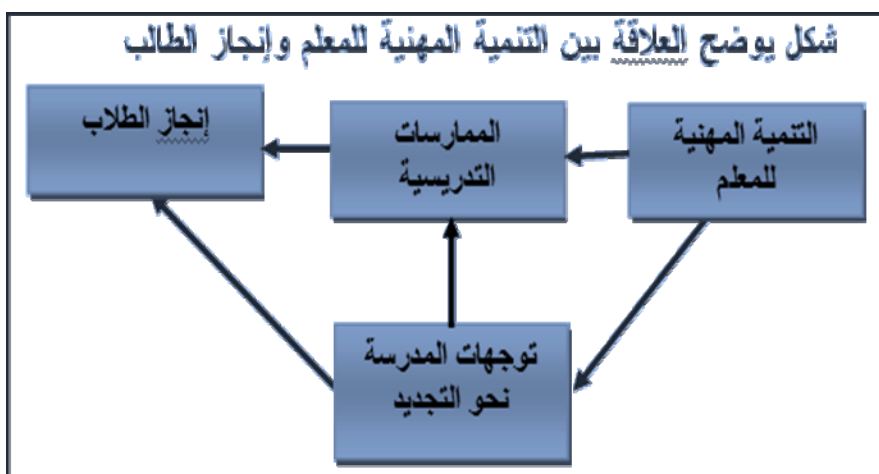 شكل يوضح العلاقة بين التنمية المهنية للمعلم وإنجاز الطالب
التنمية المهنية
للمعلم
الممارسات
التدريسية
إنجاز الطلاب
توجهات المدرسة
نحو التجديد